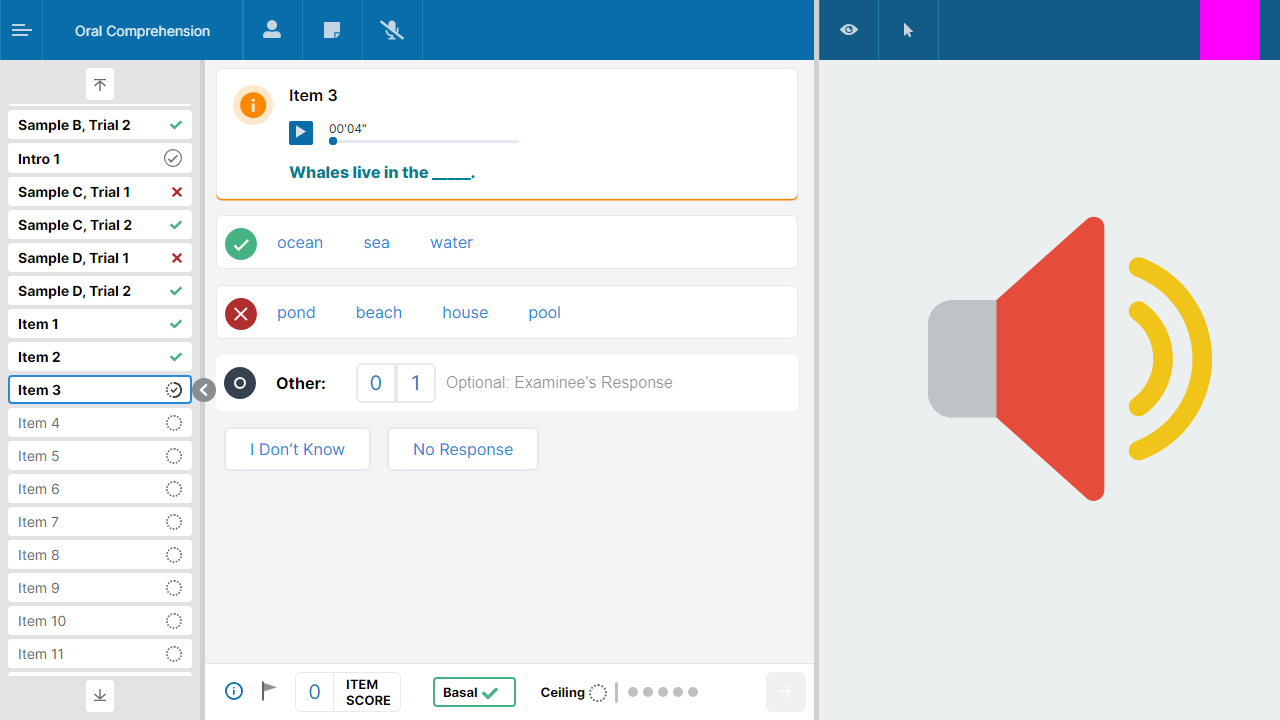 Oral Comprehension
Sample B, Trial 2
Intro 1
Sample C, Trial 1
Sample C, Trial 2
Sample D, Trial 1
Sample D, Trial 2
Item 1
Item 2
Item 3
Item 4
Item 5
Item 6
Item 7
Item 8
Item 9
Item 10
Item 11
Item 3
00'04"
Whales live in the _____.
ocean sea water
pond beach house pool
Other: 0 1 Optional: Examinee's Response
I Don’t Know No Response
0 ITEM SCORE Basal Ceiling